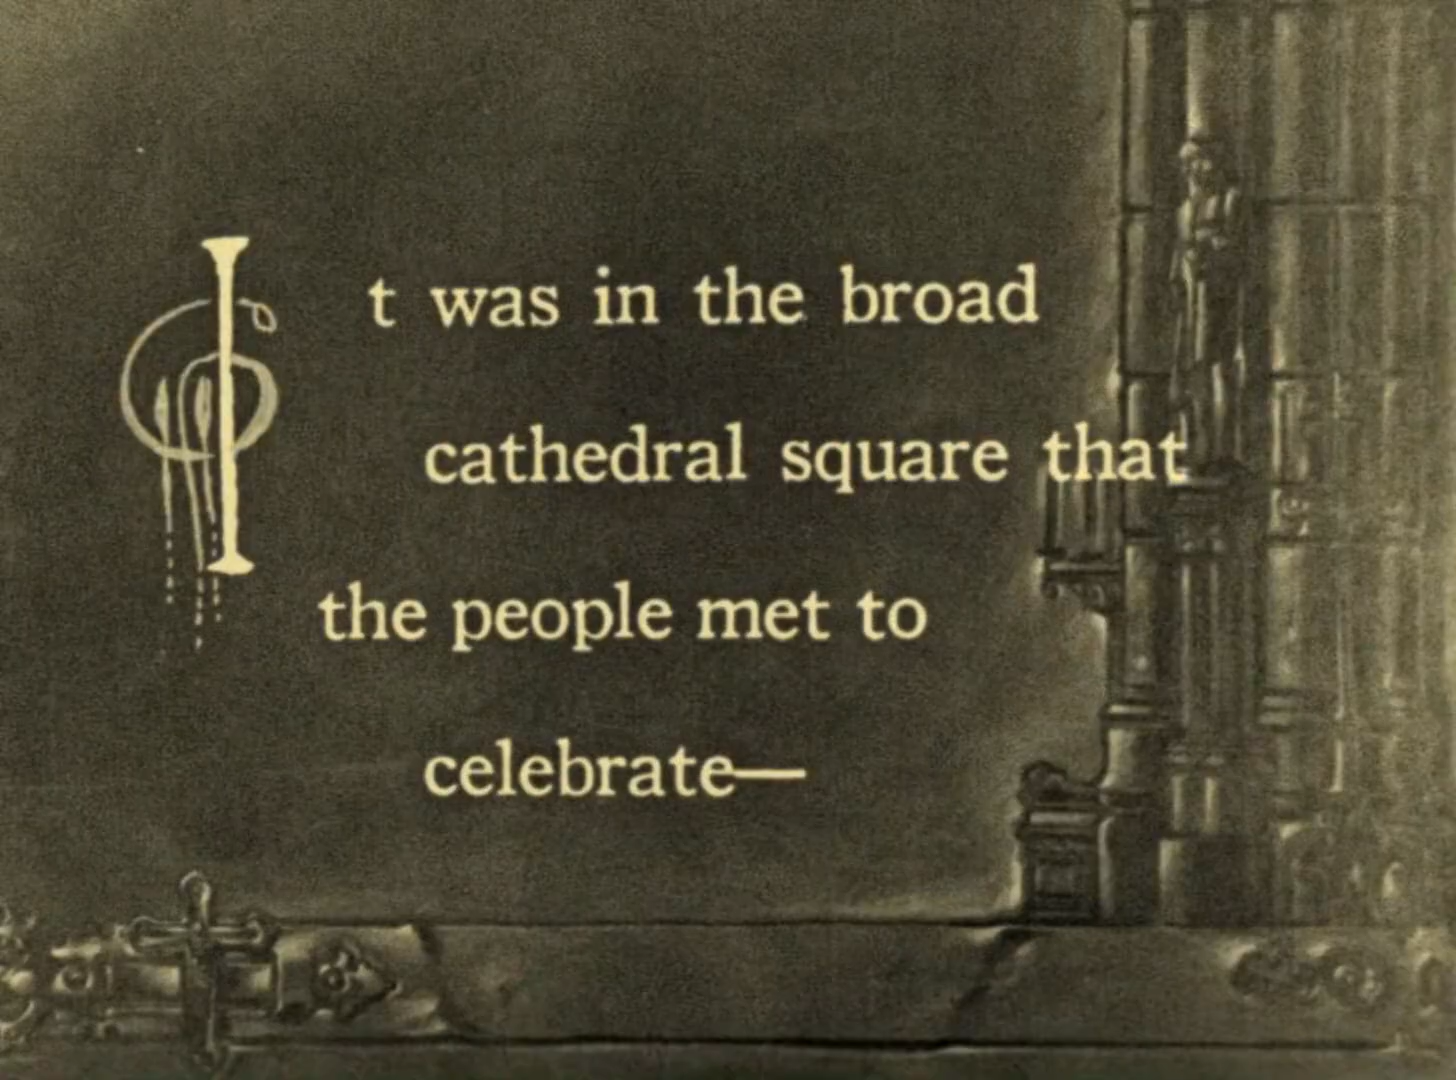 It was in the broad
cathedral square that
the people met to
celebrate—